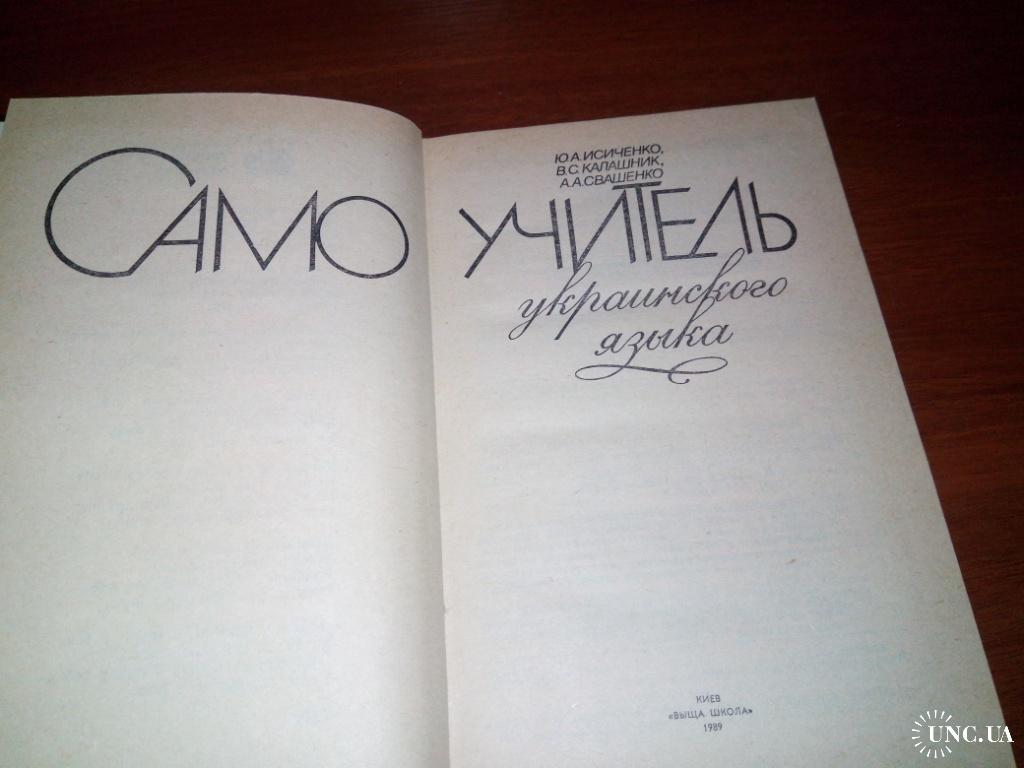 САМО
Ю.А.ИСИЧЕНКО,
В.С.КАЛАШНИК,
А.А.СВАШЕНКО
УЧИТЕЛЬ
украинского
языка
КИЕВ
«ВЫЩА ШКОЛА»
1989
UNC.UA